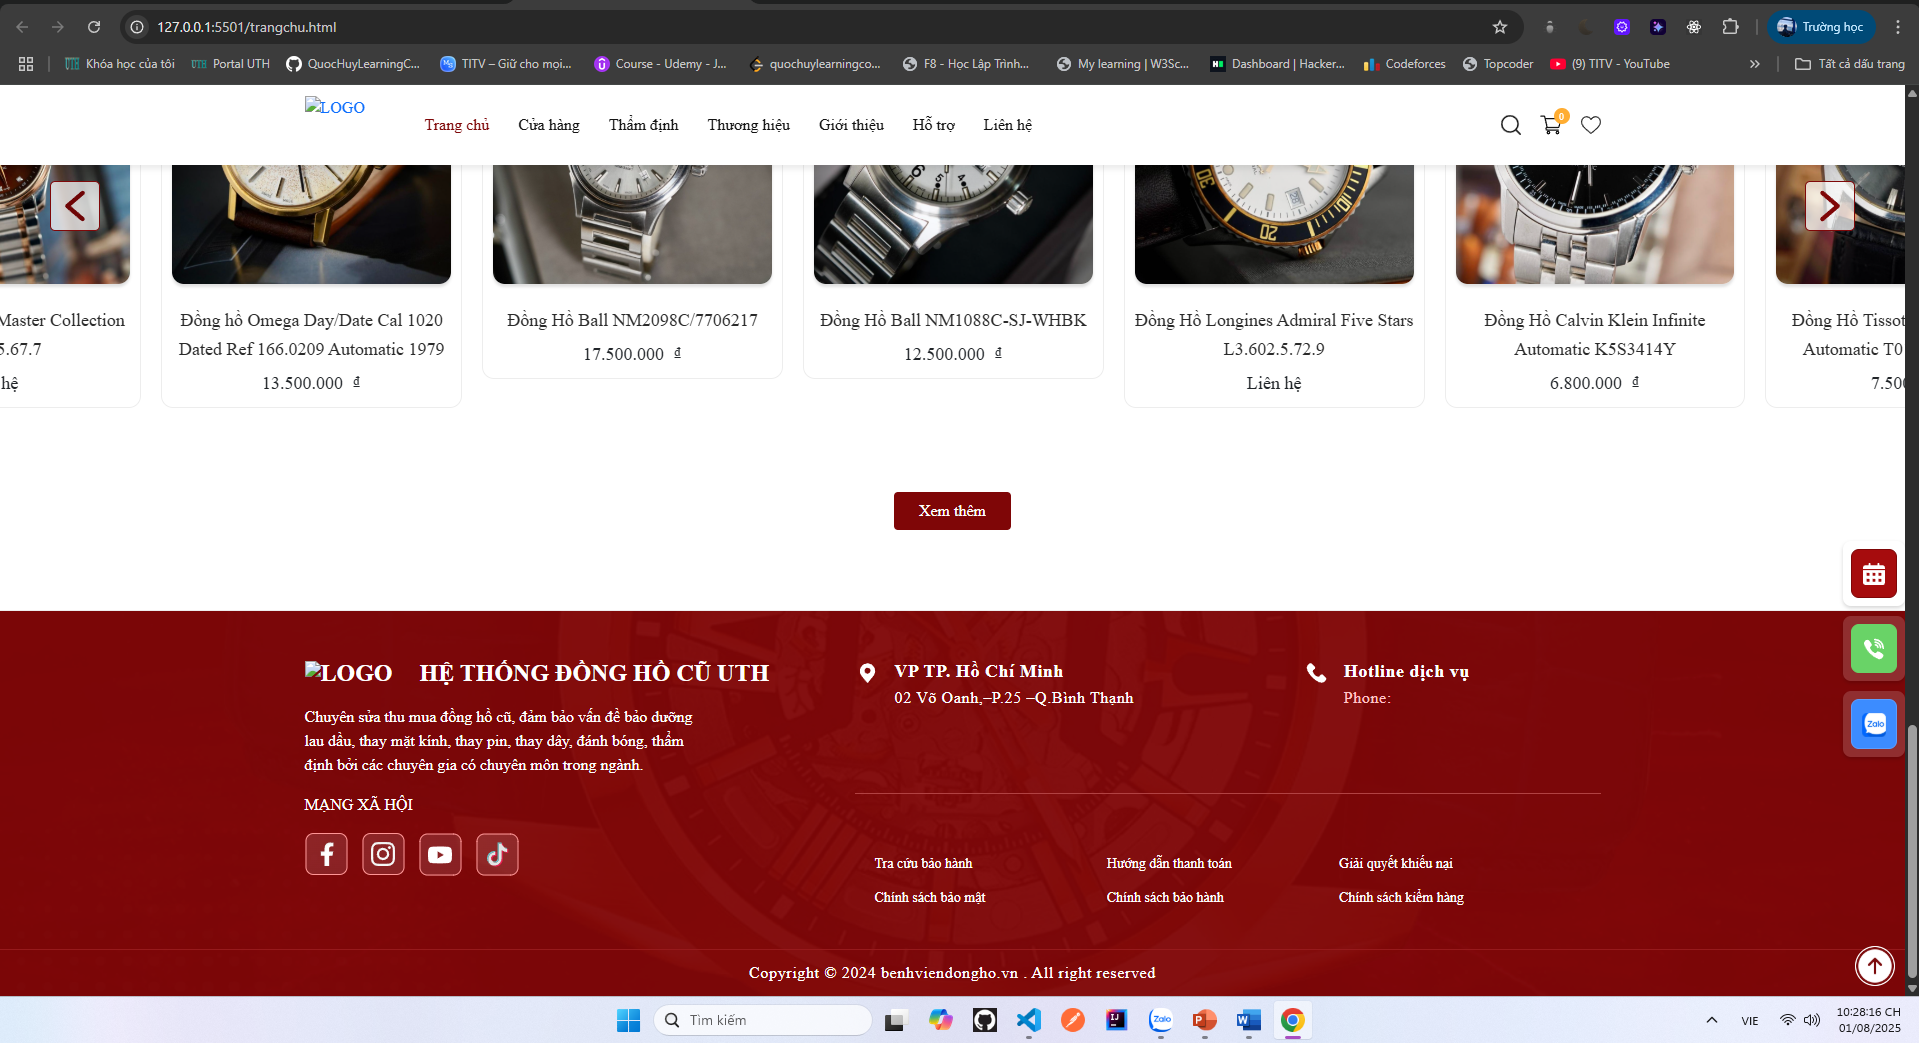 127.0.0.1:5501/trangchu.html
Trường học
Khóa học của tôi
Portal UTH
QuocHuyLearningC...
TITV – Giữ cho mọi...
Course - Udemy - J...
quochuylearningco...
F8 - Học Lập Trình...
My learning | W3Sc...
Dashboard | Hacker...
Codeforces
Topcoder
(9) TITV - YouTube
Tất cả dấu trang
LOGO
Trang chủ
Cửa hàng
Thẩm định
Thương hiệu
Giới thiệu
Hỗ trợ
Liên hệ
0
Master Collection
5.67.7
hệ
Đồng hồ Omega Day/Date Cal 1020
Dated Ref 166.0209 Automatic 1979
13.500.000 ₫
Đồng Hồ Ball NM2098C/7706217
17.500.000 ₫
Đồng Hồ Ball NM1088C-SJ-WHBK
12.500.000 ₫
Đồng Hồ Longines Admiral Five Stars
L3.602.5.72.9
Liên hệ
Đồng Hồ Calvin Klein Infinite
Automatic K5S3414Y
6.800.000 ₫
Đồng Hồ Tissot
Automatic T0
7.500
Xem thêm
LOGO
HỆ THỐNG ĐỒNG HỒ CŨ UTH
Chuyên sửa thu mua đồng hồ cũ, đảm bảo vấn đề bảo dưỡng
lau dầu, thay mặt kính, thay pin, thay dây, đánh bóng, thẩm
định bởi các chuyên gia có chuyên môn trong ngành.
MẠNG XÃ HỘI
VP TP. Hồ Chí Minh
02 Võ Oanh,–P.25 –Q.Bình Thạnh
Hotline dịch vụ
Phone:
Tra cứu bảo hành
Hướng dẫn thanh toán
Giải quyết khiếu nại
Chính sách bảo mật
Chính sách bảo hành
Chính sách kiểm hàng
Zalo
Copyright © 2024 benhviendongho.vn . All right reserved
Tìm kiếm
Zalo
VIE
10:28:16 CH
01/08/2025